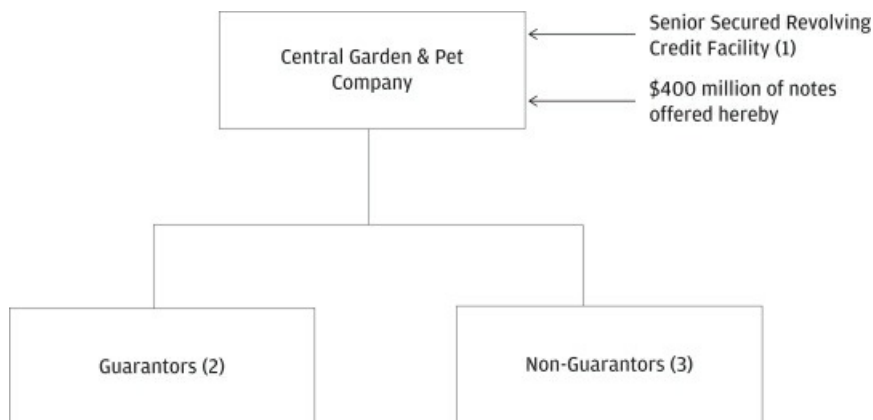 Central Garden & Pet
Company
Senior Secured Revolving
Credit Facility (1)
$400 million of notes
offered hereby
Guarantors (2)
Non-Guarantors (3)